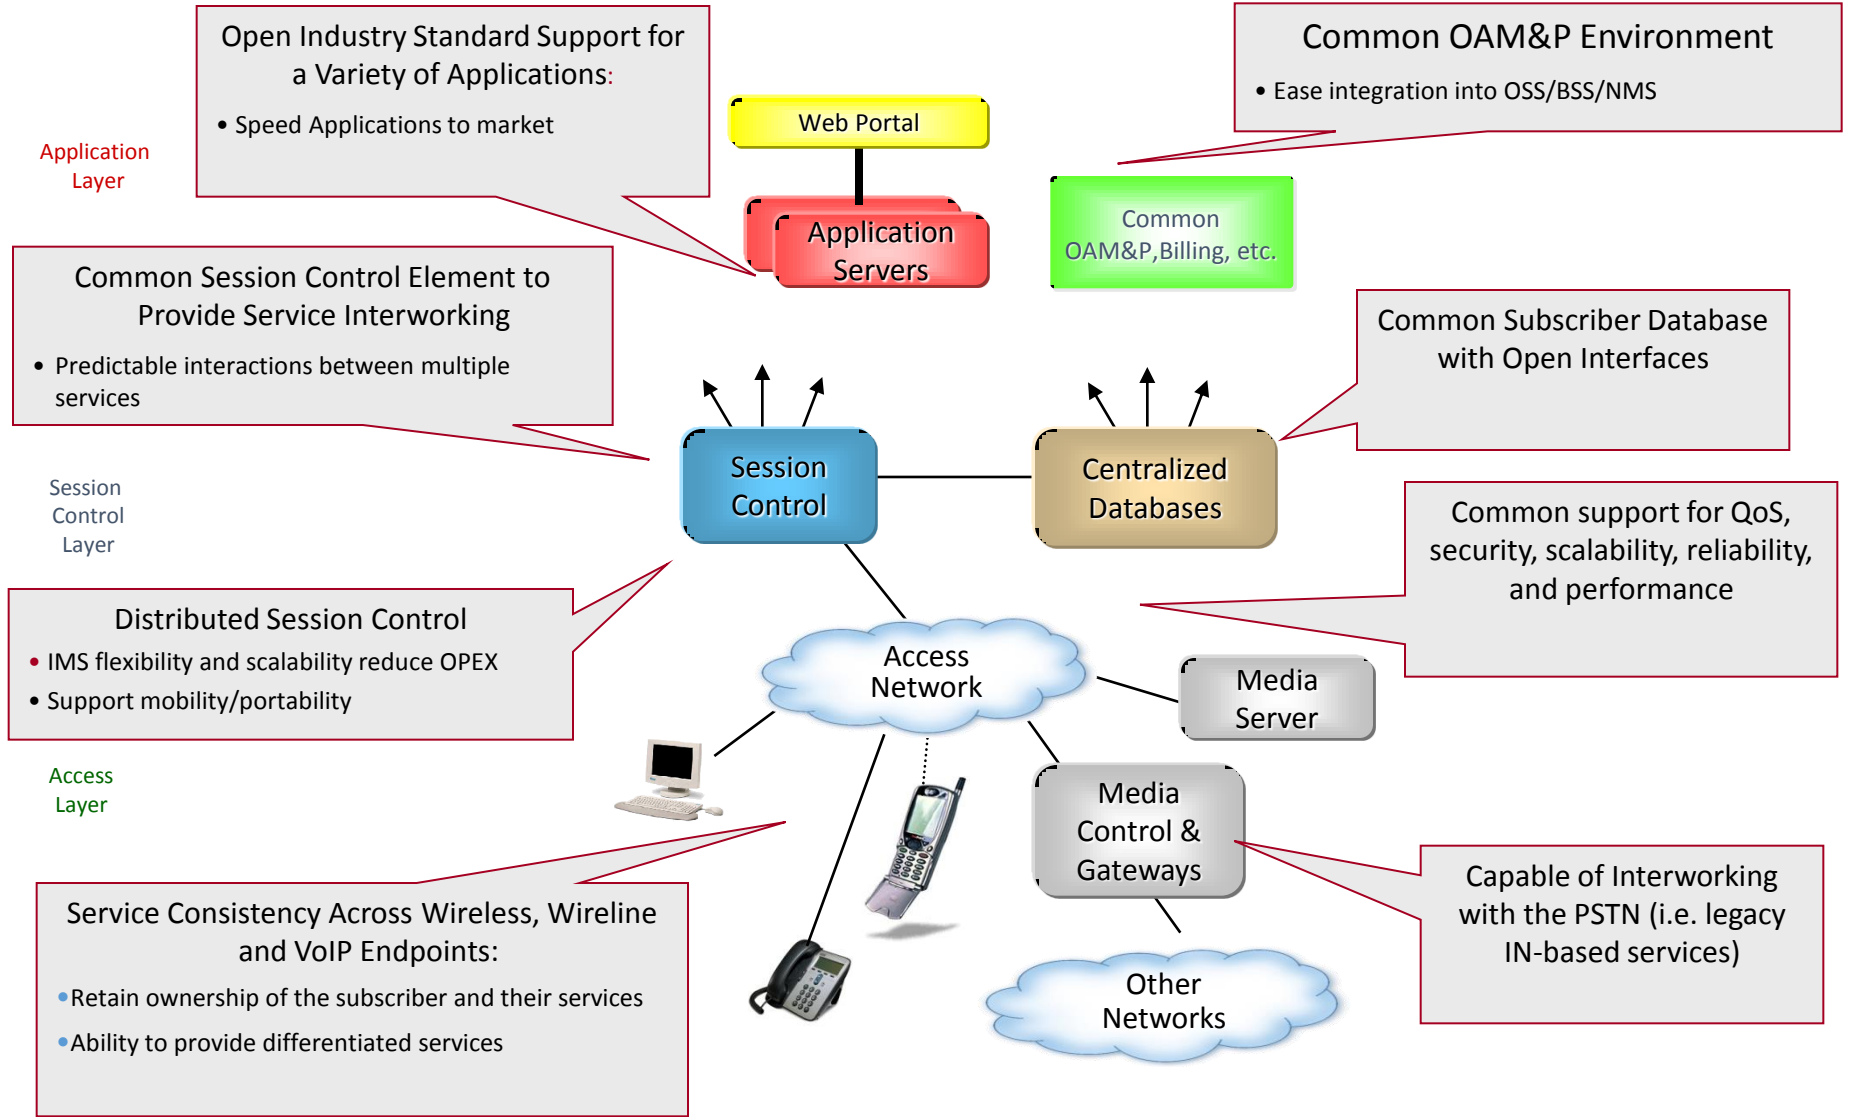 Open Industry Standard Support for
a Variety of Applications:
• Speed Applications to market
Common OAM&P Environment
• Ease integration into OSS/BSS/NMS
Web Portal
Application
Layer
Application
Servers
Common
OAM&P,Billing, etc.
Common Session Control Element to
Provide Service Interworking
• Predictable interactions between multiple
services
Common Subscriber Database
with Open Interfaces
Session
Control
Centralized
Databases
Session
Control
Layer
Common support for QoS,
security, scalability, reliability,
and performance
Distributed Session Control
• IMS flexibility and scalability reduce OPEX
• Support mobility/portability
Access
Network
Media
Server
Access
Layer
Media
Control &
Gateways
Capable of Interworking
with the PSTN (i.e. legacy
IN-based services)
Service Consistency Across Wireless, Wireline
and VoIP Endpoints:
•Retain ownership of the subscriber and their services
•Ability to provide differentiated services
Other
Networks